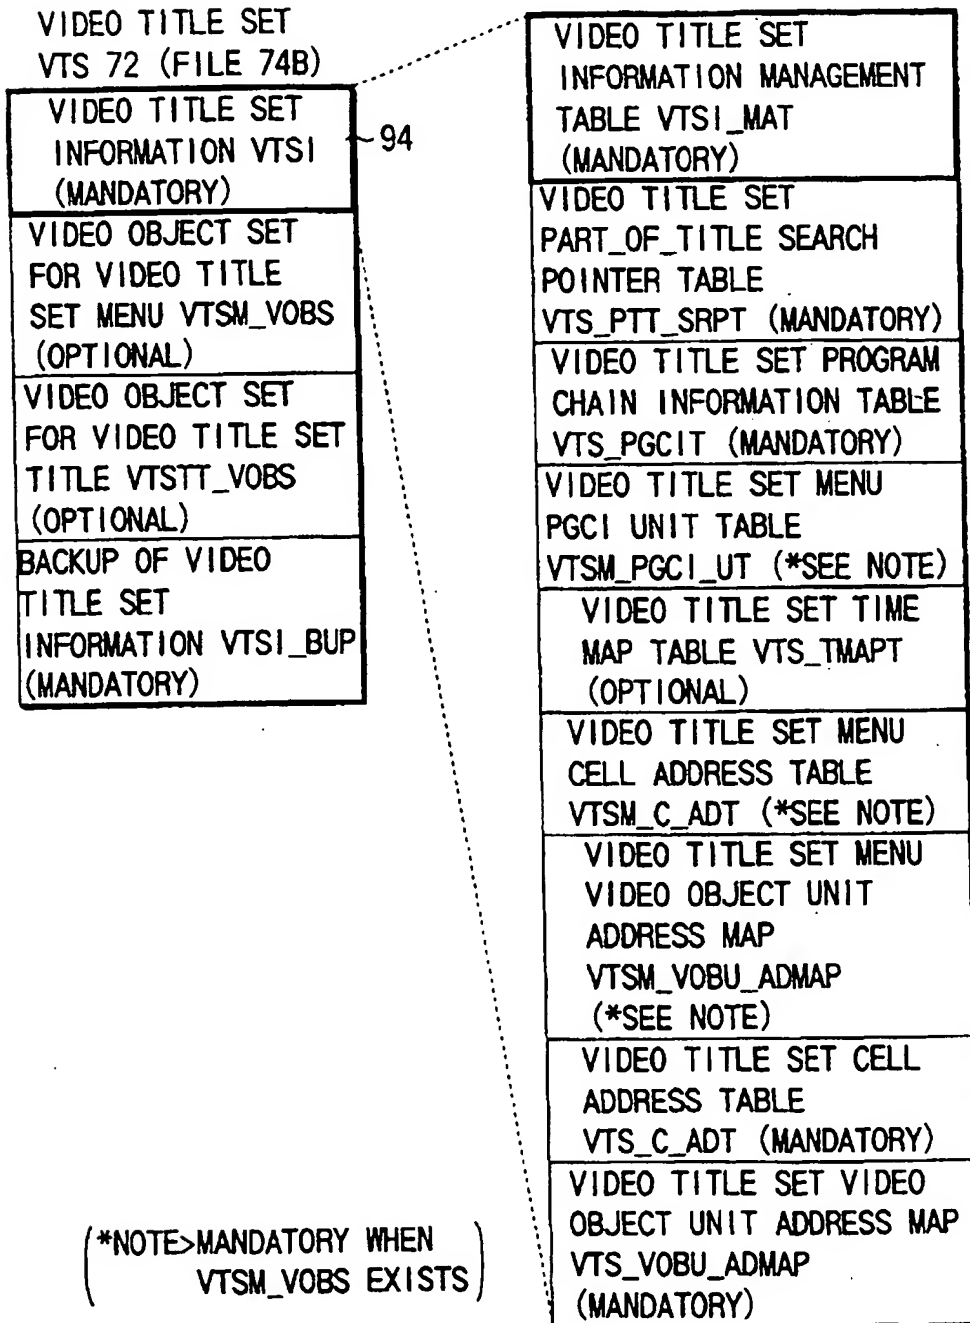 VIDEO TITLE SET
VTS 72 (FILE 74B)
VIDEO TITLE SET
INFORMATION VTSI
(MANDATORY)
94
VIDEO OBJECT SET
FOR VIDEO TITLE
SET MENU VTSM_VOBS
(OPTIONAL)
VIDEO OBJECT SET
FOR VIDEO TITLE SET
TITLE VTSTT_VOBS
(OPTIONAL)
BACKUP OF VIDEO
TITLE SET
INFORMATION VTSI_BUP
(MANDATORY)
VIDEO TITLE SET
INFORMATION MANAGEMENT
TABLE VTSI_MAT
(MANDATORY)
VIDEO TITLE SET
PART_OF_TITLE SEARCH
POINTER TABLE
VTS_PTT_SRPT (MANDATORY)
VIDEO TITLE SET PROGRAM
CHAIN INFORMATION TABLE
VTS_PGCIT (MANDATORY)
VIDEO TITLE SET MENU
PGCI UNIT TABLE
VTSM_PGCI_UT (*SEE NOTE)
VIDEO TITLE SET TIME
MAP TABLE VTS_TMAPT
(OPTIONAL)
VIDEO TITLE SET MENU
CELL ADDRESS TABLE
VTSM_C_ADT (*SEE NOTE)
VIDEO TITLE SET MENU
VIDEO OBJECT UNIT
ADDRESS MAP
VTSM_VOBU_ADMAP
(*SEE NOTE)
VIDEO TITLE SET CELL
ADDRESS TABLE
VTS_C_ADT (MANDATORY)
VIDEO TITLE SET VIDEO
OBJECT UNIT ADDRESS MAP
VTS_VOBU_ADMAP
(MANDATORY)
(*NOTE>MANDATORY WHEN
VTSM_VOBS EXISTS)